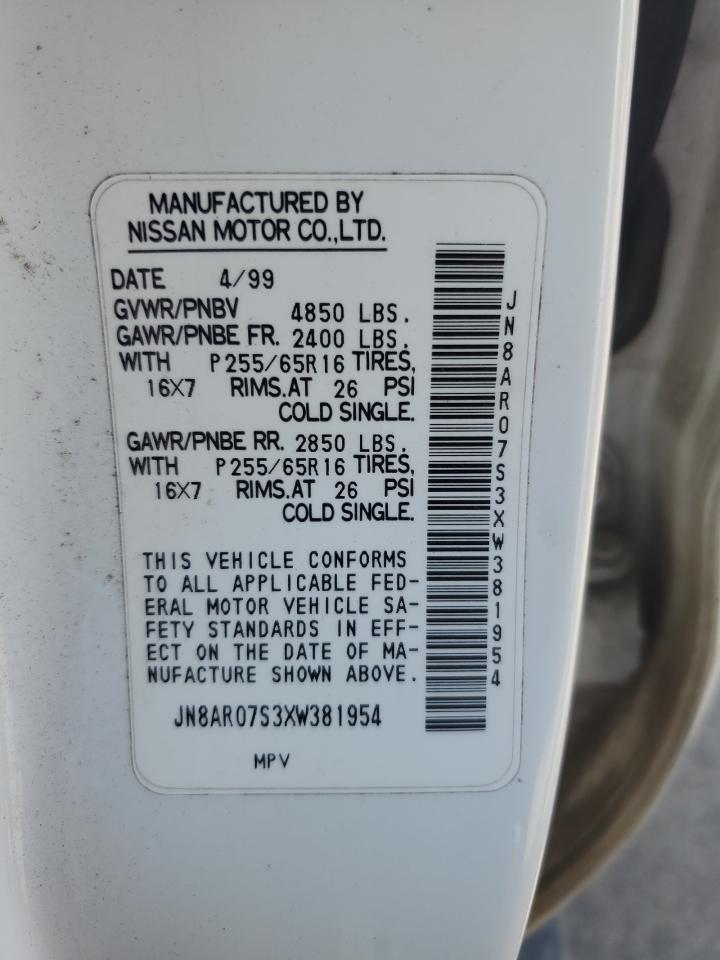 MANUFACTURED BY
NISSAN MOTOR CO.,LTD.
DATE 4/99
GVWR/PNBV 4850 LBS.
GAWR/PNBE FR. 2400 LBS.
WITH P255/65R16 TIRES,
16X7 RIMS.AT 26 PSI
COLD SINGLE.
GAWR/PNBE RR. 2850 LBS.
WITH P255/65R16 TIRES,
16X7 RIMS.AT 26 PSI
COLD SINGLE.
THIS VEHICLE CONFORMS
TO ALL APPLICABLE FED-
ERAL MOTOR VEHICLE SA-
FETY STANDARDS IN EFF-
ECT ON THE DATE OF MA-
NUFACTURE SHOWN ABOVE.
JN8AR07S3XW381954
MPV
JN8AR07S3XW381954